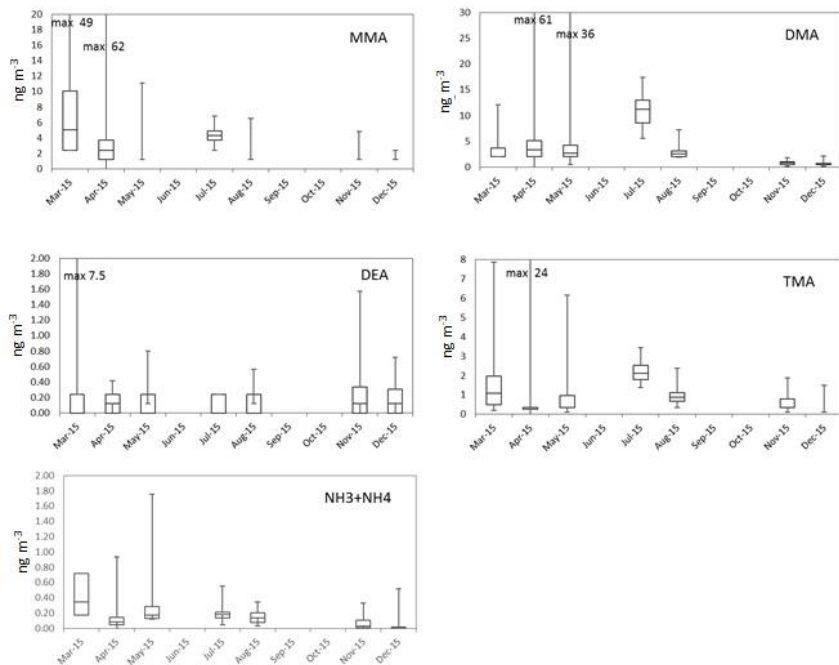 max 49
max 62
MMA
ng m-3
20
18
16
14
12
10
8
6
4
2
0
Mar-15
Apr-15
May-15
Jun-15
Jul-15
Aug-15
Sep-15
Oct-15
Nov-15
Dec-15
max 61
max 36
DMA
ng m-3
30
25
20
15
10
5
0
Mar-15
Apr-15
May-15
Jun-15
Jul-15
Aug-15
Sep-15
Oct-15
Nov-15
Dec-15
DEA
max 7.5
ng m-3
2.00
1.80
1.60
1.40
1.20
1.00
0.80
0.60
0.40
0.20
0.00
Mar-15
Apr-15
May-15
Jun-15
Jul-15
Aug-15
Sep-15
Oct-15
Nov-15
Dec-15
max 24
TMA
ng m-3
8
7
6
5
4
3
2
1
0
Mar-15
Apr-15
May-15
Jun-15
Jul-15
Aug-15
Sep-15
Oct-15
Nov-15
Dec-15
NH3+NH4
ng m-3
2.00
1.80
1.60
1.40
1.20
1.00
0.80
0.60
0.40
0.20
0.00
Mar-15
Apr-15
May-15
Jun-15
Jul-15
Aug-15
Sep-15
Oct-15
Nov-15
Dec-15